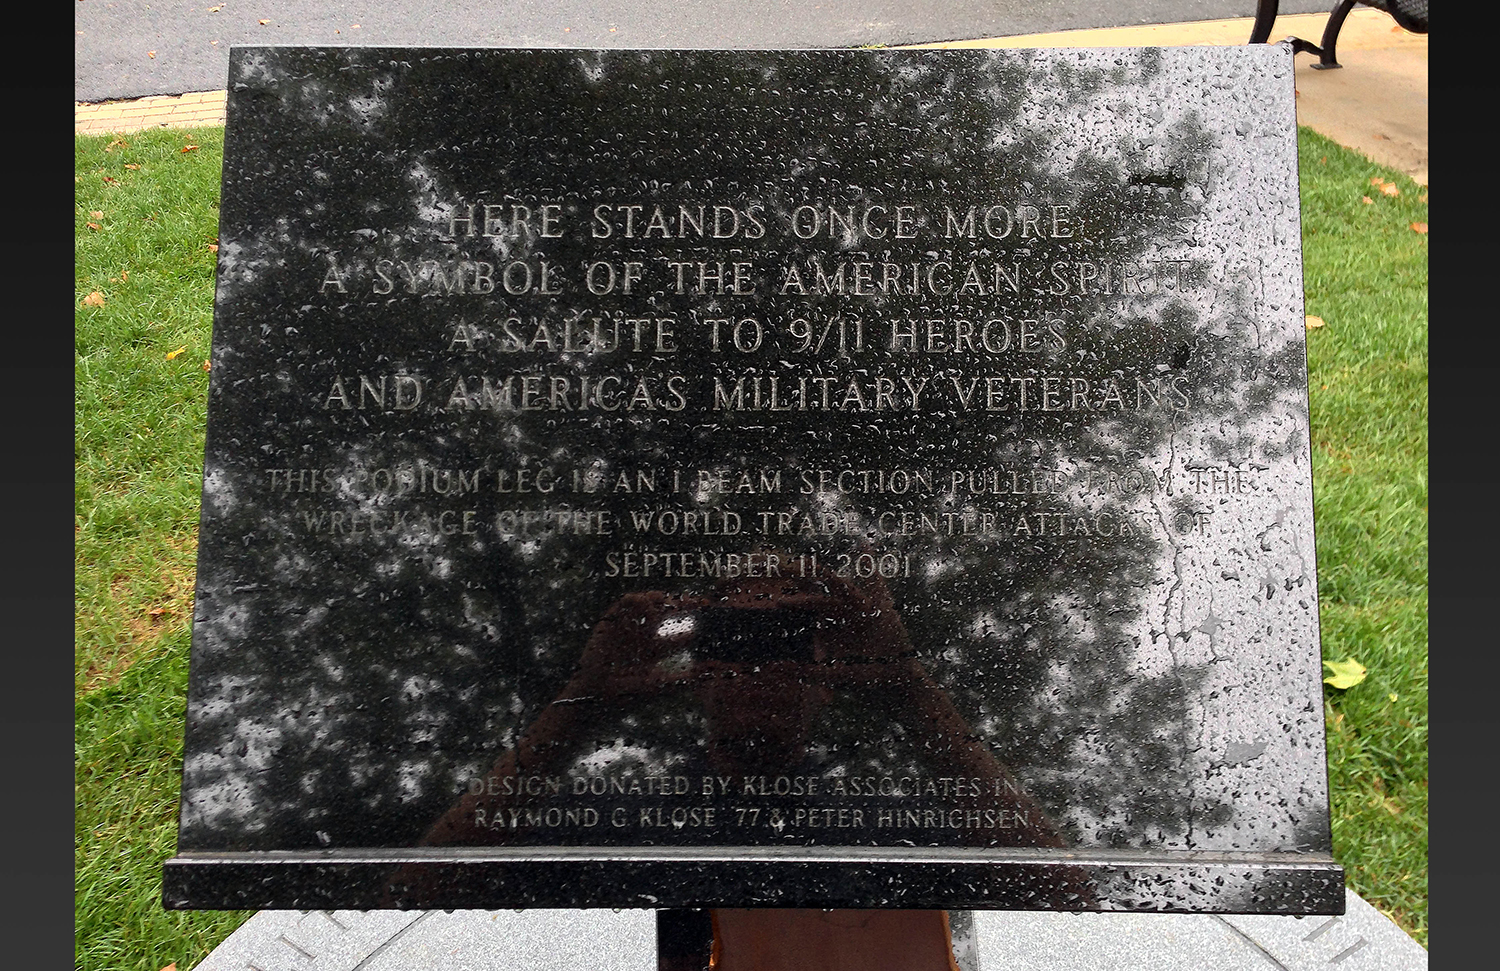 HERE STANDS ONCE MORE
A SYMBOL OF THE AMERICAN SPIRIT
A SALUTE TO 9/11 HEROES
AND AMERICA'S MILITARY VETERANS
THIS PODIUM LEG IS AN I BEAM SECTION PULLED FROM THE
WRECKAGE OF THE WORLD TRADE CENTER ATTACKS OF
SEPTEMBER 11 2001
DESIGN DONATED BY KLOSE ASSOCIATES INC
RAYMOND G KLOSE '77 & PETER HINRICHSEN